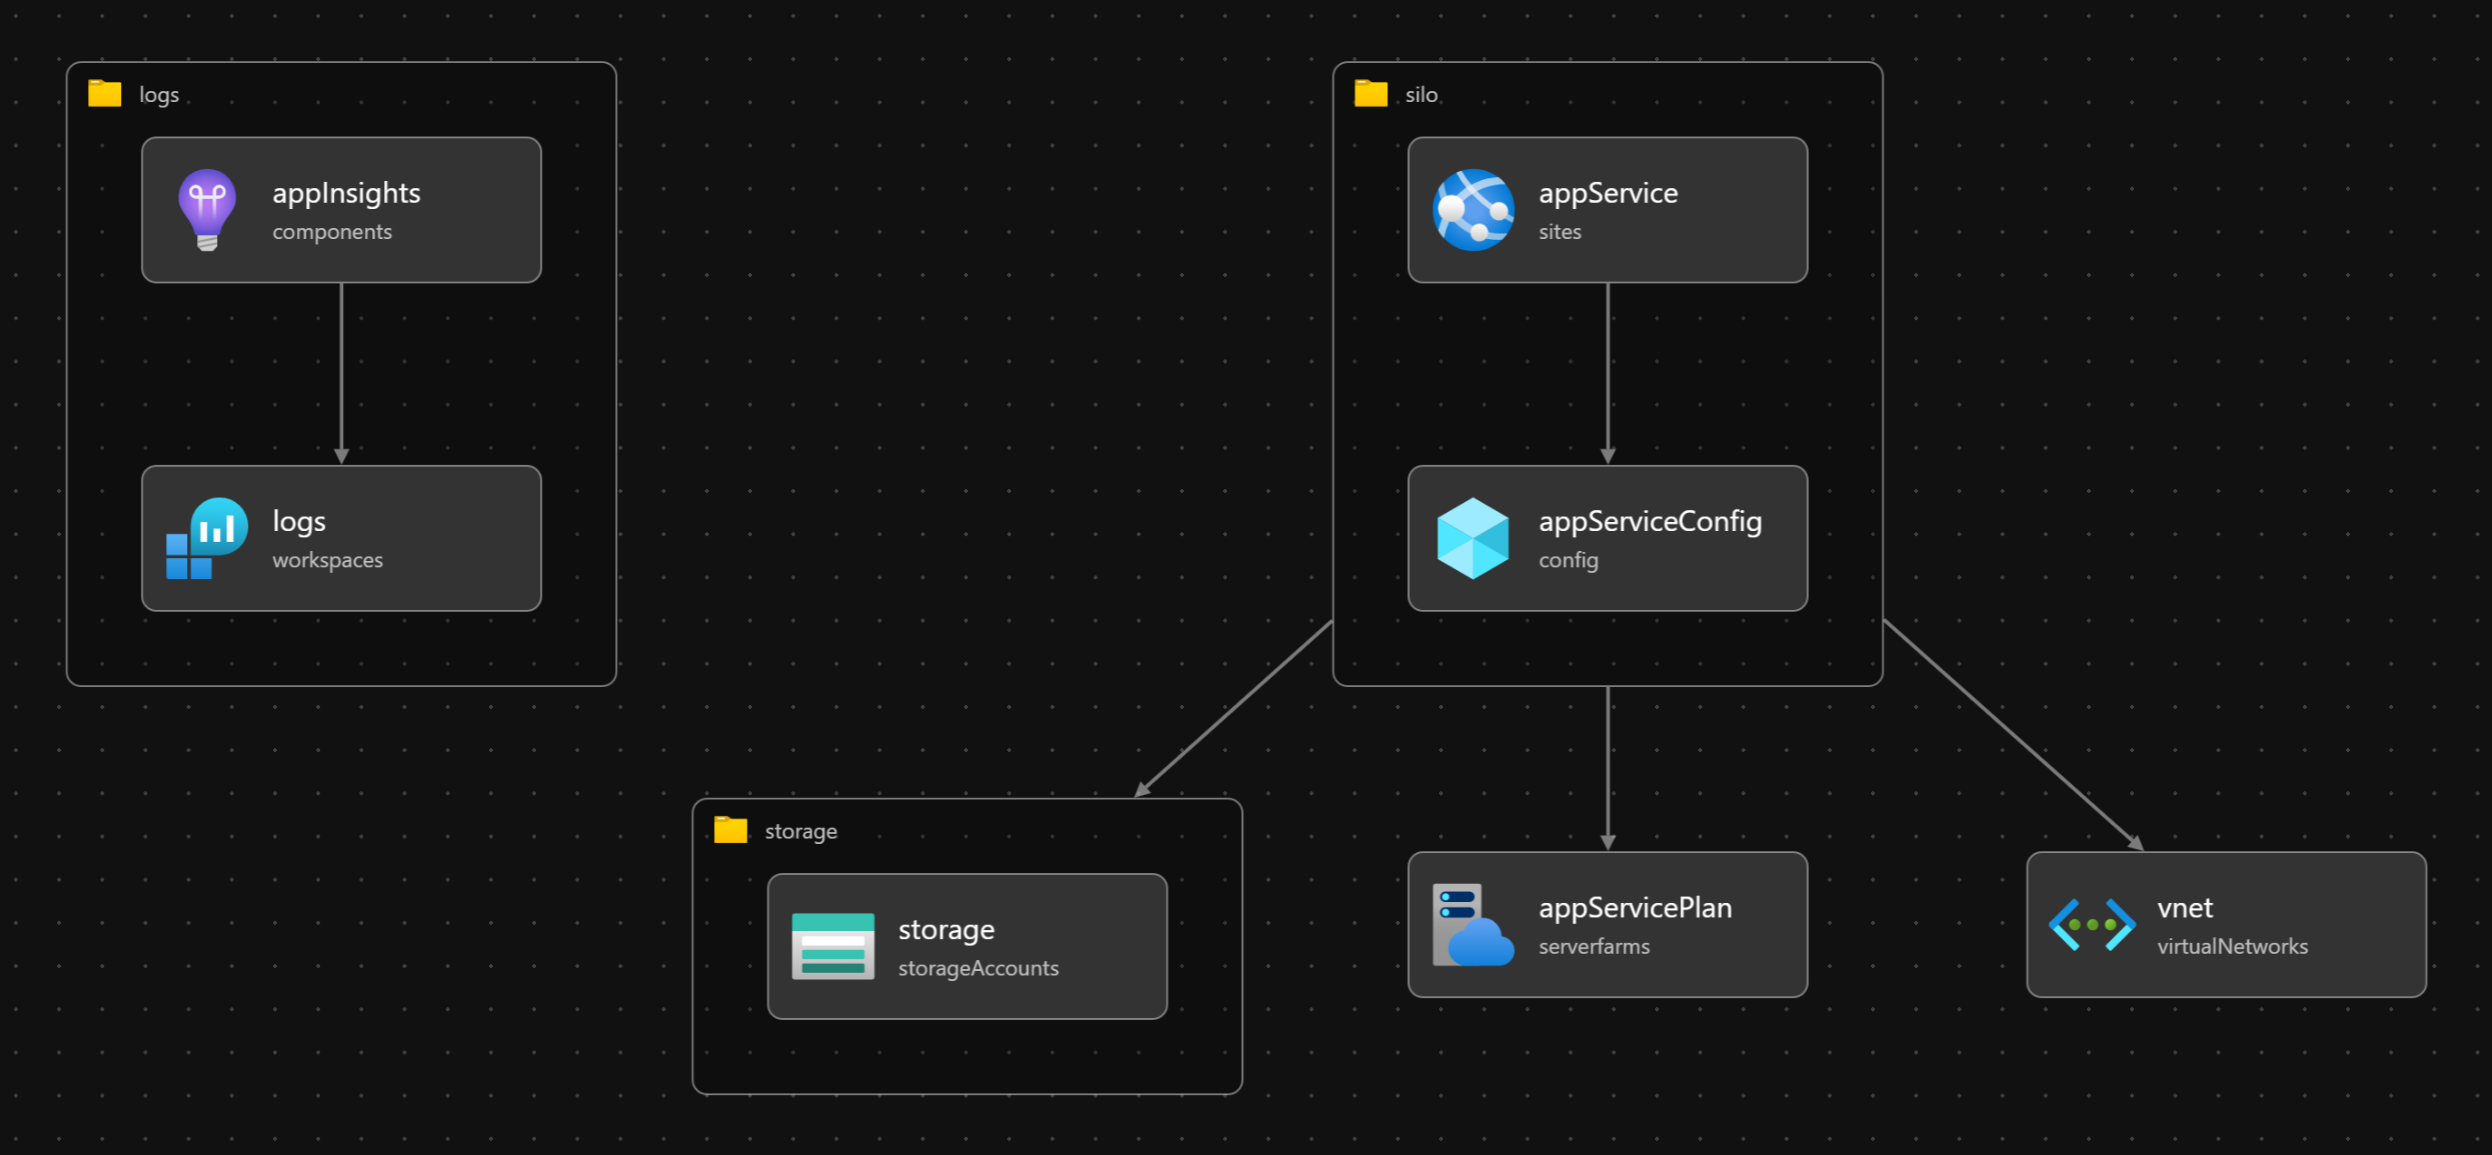 logs
appInsights
components
logs
workspaces
silo
appService
sites
appServiceConfig
config
storage
storage
storageAccounts
appServicePlan
serverfarms
vnet
virtualNetworks